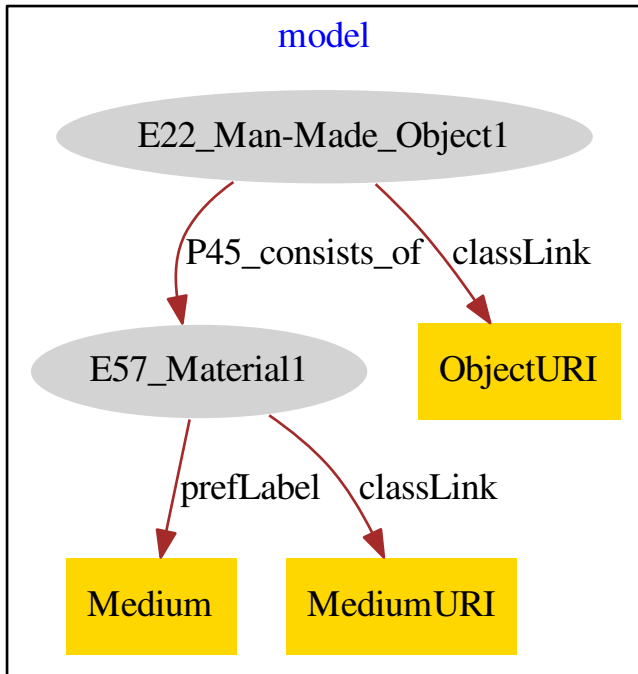 model
E22_Man-Made_Object1
P45_consists_of
classLink
E57_Material1
ObjectURI
prefLabel
classLink
Medium
MediumURI